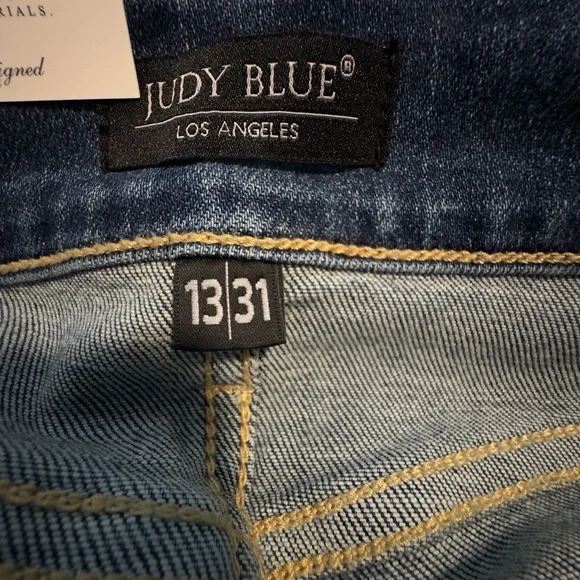 RIALS.
igned
JUDY BLUE®
LOS ANGELES
13|31